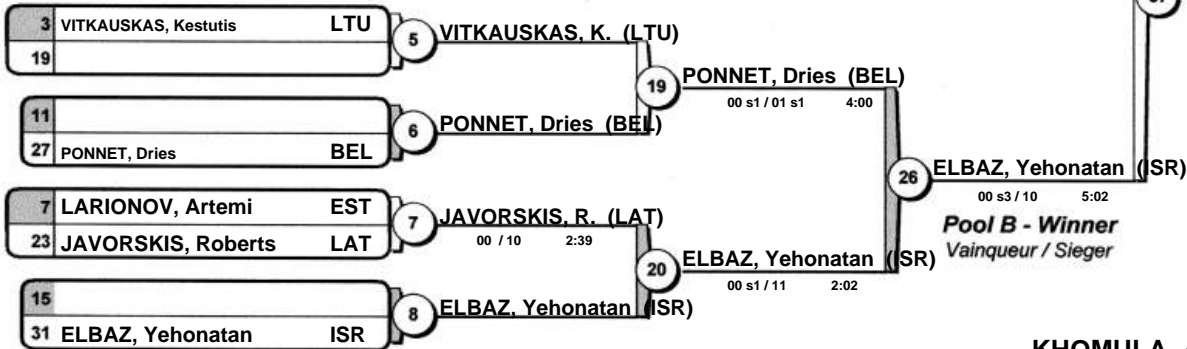 3 VITKAUSKAS, Kestutis LTU
19
5 VITKAUSKAS, K. (LTU)
19 PONNET, Dries (BEL)
00 s1 / 01 s1 4:00
11
27 PONNET, Dries BEL
6 PONNET, Dries (BEL)
26 ELBAZ, Yehonatan (ISR)
00 s3 / 10 5:02
Pool B - Winner
Vainqueur / Sieger
7 LARIONOV, Artemi EST
23 JAVORSKIS, Roberts LAT
7 JAVORSKIS, R. (LAT)
00 / 10 2:39
20 ELBAZ, Yehonatan (ISR)
00 s1 / 11 2:02
15
31 ELBAZ, Yehonatan ISR
8 ELBAZ, Yehonatan (ISR)